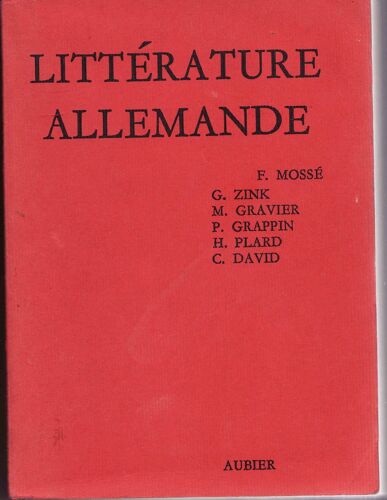 LITTÉRATURE
ALLEMANDE
F. MOSSÉ
G. ZINK
M. GRAVIER
P. GRAPPIN
H. PLARD
C. DAVID
AUBIER